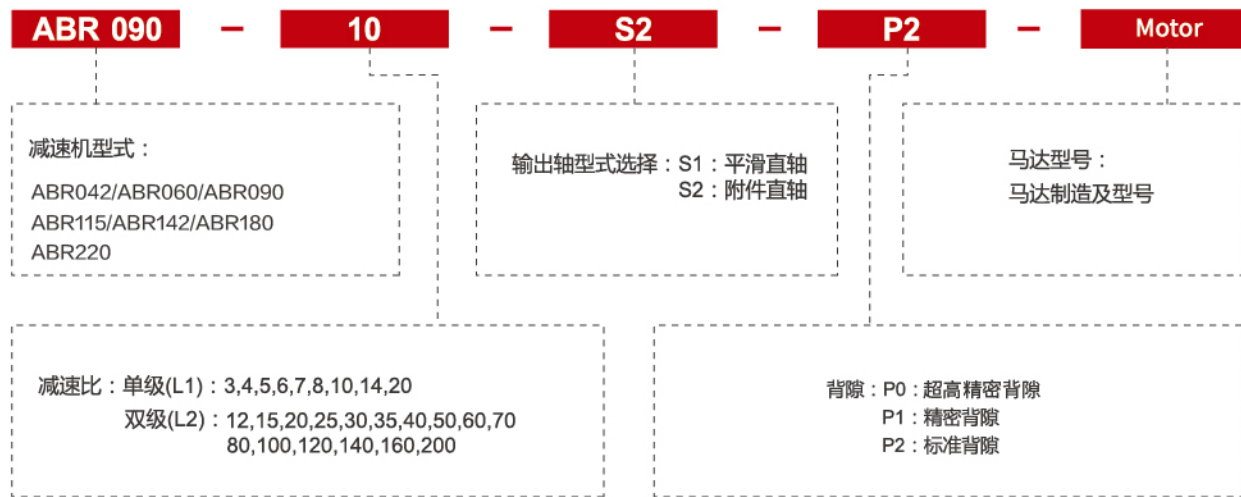 ABR 090 – 10 – S2 – P2 – Motor
减速机型式：
ABR042/ABR060/ABR090
ABR115/ABR142/ABR180
ABR220
输出轴型式选择：S1：平滑直轴
S2：附件直轴
马达型号：
马达制造及型号
减速比：单级(L1)：3,4,5,6,7,8,10,14,20
双级(L2)：12,15,20,25,30,35,40,50,60,70
80,100,120,140,160,200
背隙：P0：超高精密背隙
P1：精密背隙
P2：标准背隙